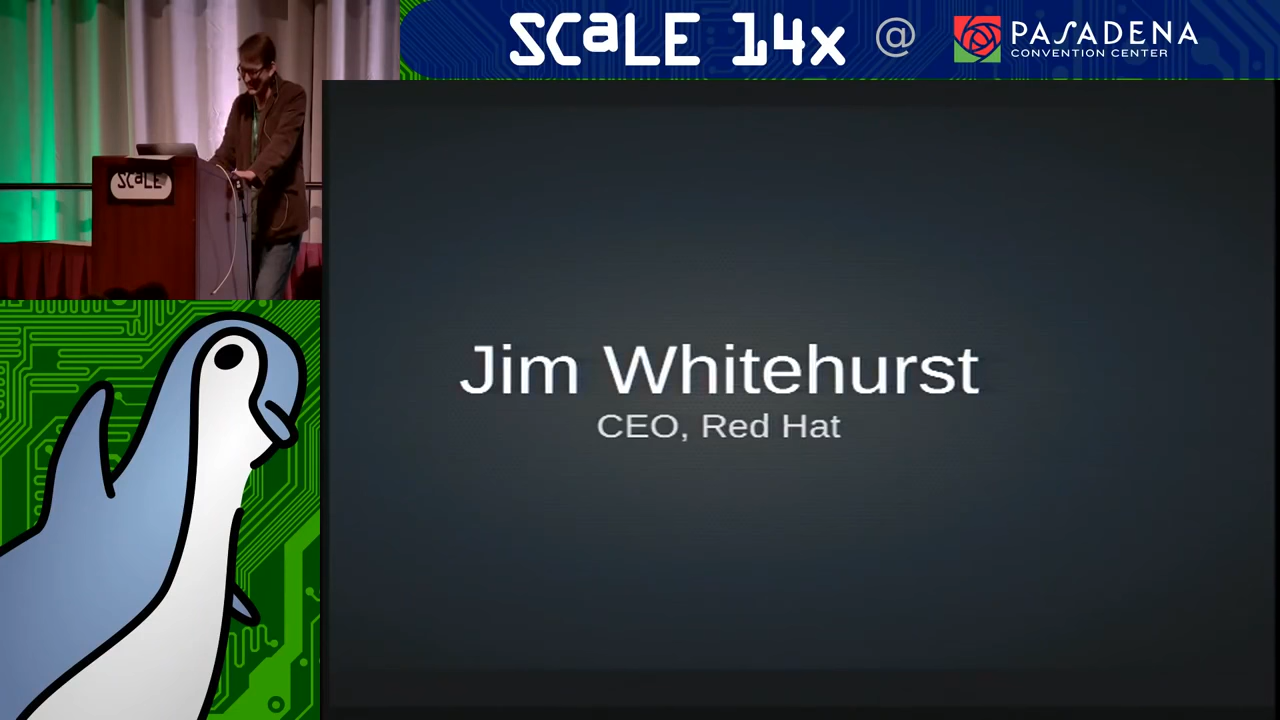 SCaLE 14x @ PASADENA
CONVENTION CENTER
SCaLE
Jim Whitehurst
CEO, Red Hat